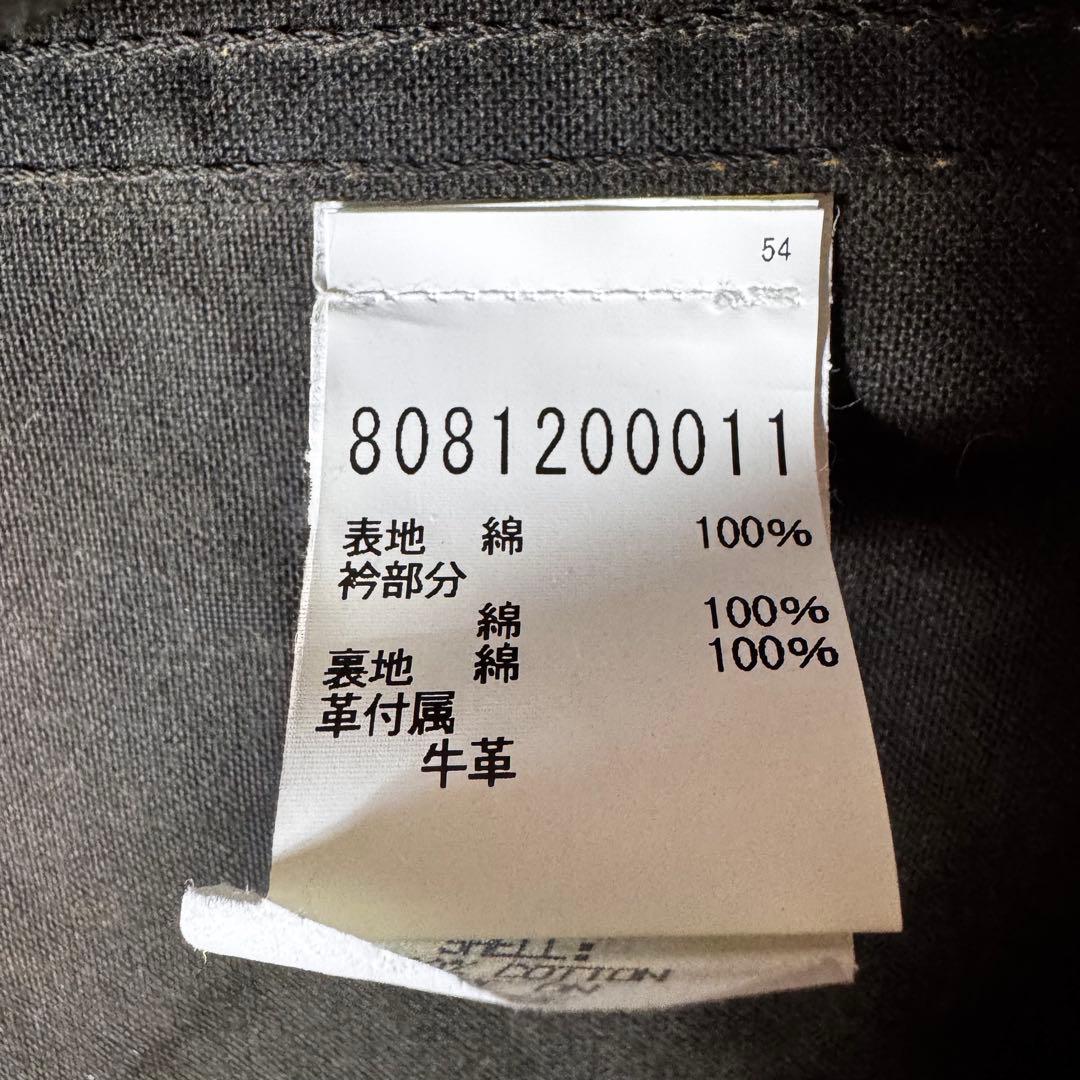 54
8081200011
表地 綿 100%
衿部分
綿 100%
裏地 綿 100%
革付属
牛革
SHELL:
COTTON